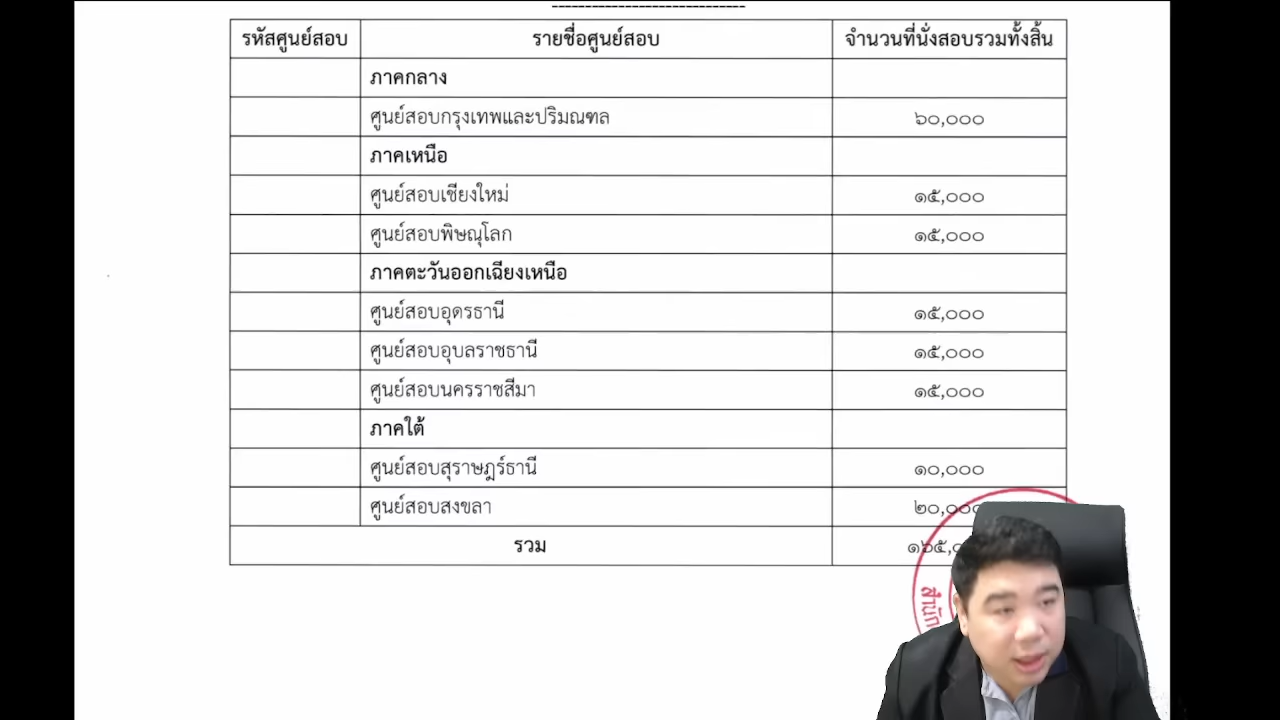 รหัสศูนย์สอบ รายชื่อศูนย์สอบ จำนวนที่นั่งสอบรวมทั้งสิ้น
ภาคกลาง
ศูนย์สอบกรุงเทพและปริมณฑล ๖๐,๐๐๐
ภาคเหนือ
ศูนย์สอบเชียงใหม่ ๑๕,๐๐๐
ศูนย์สอบพิษณุโลก ๑๕,๐๐๐
ภาคตะวันออกเฉียงเหนือ
ศูนย์สอบอุดรธานี ๑๕,๐๐๐
ศูนย์สอบอุบลราชธานี ๑๕,๐๐๐
ศูนย์สอบนครราชสีมา ๑๕,๐๐๐
ภาคใต้
ศูนย์สอบสุราษฎร์ธานี ๑๐,๐๐๐
ศูนย์สอบสงขลา
รวม